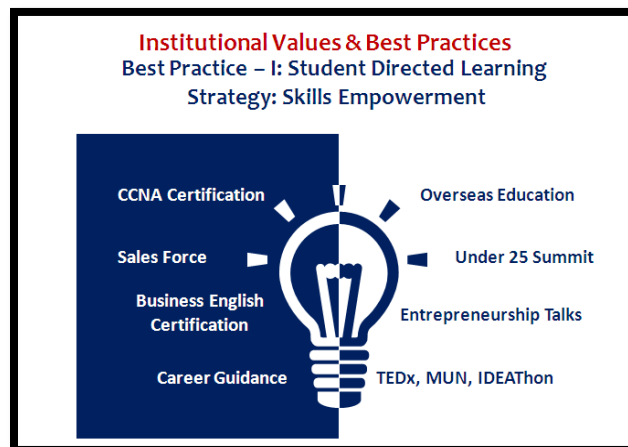 Institutional Values & Best Practices
Best Practice – I: Student Directed Learning
Strategy: Skills Empowerment
CCNA Certification
Sales Force
Business English
Certification
Career Guidance
Overseas Education
Under 25 Summit
Entrepreneurship Talks
TEDx, MUN, IDEAThon